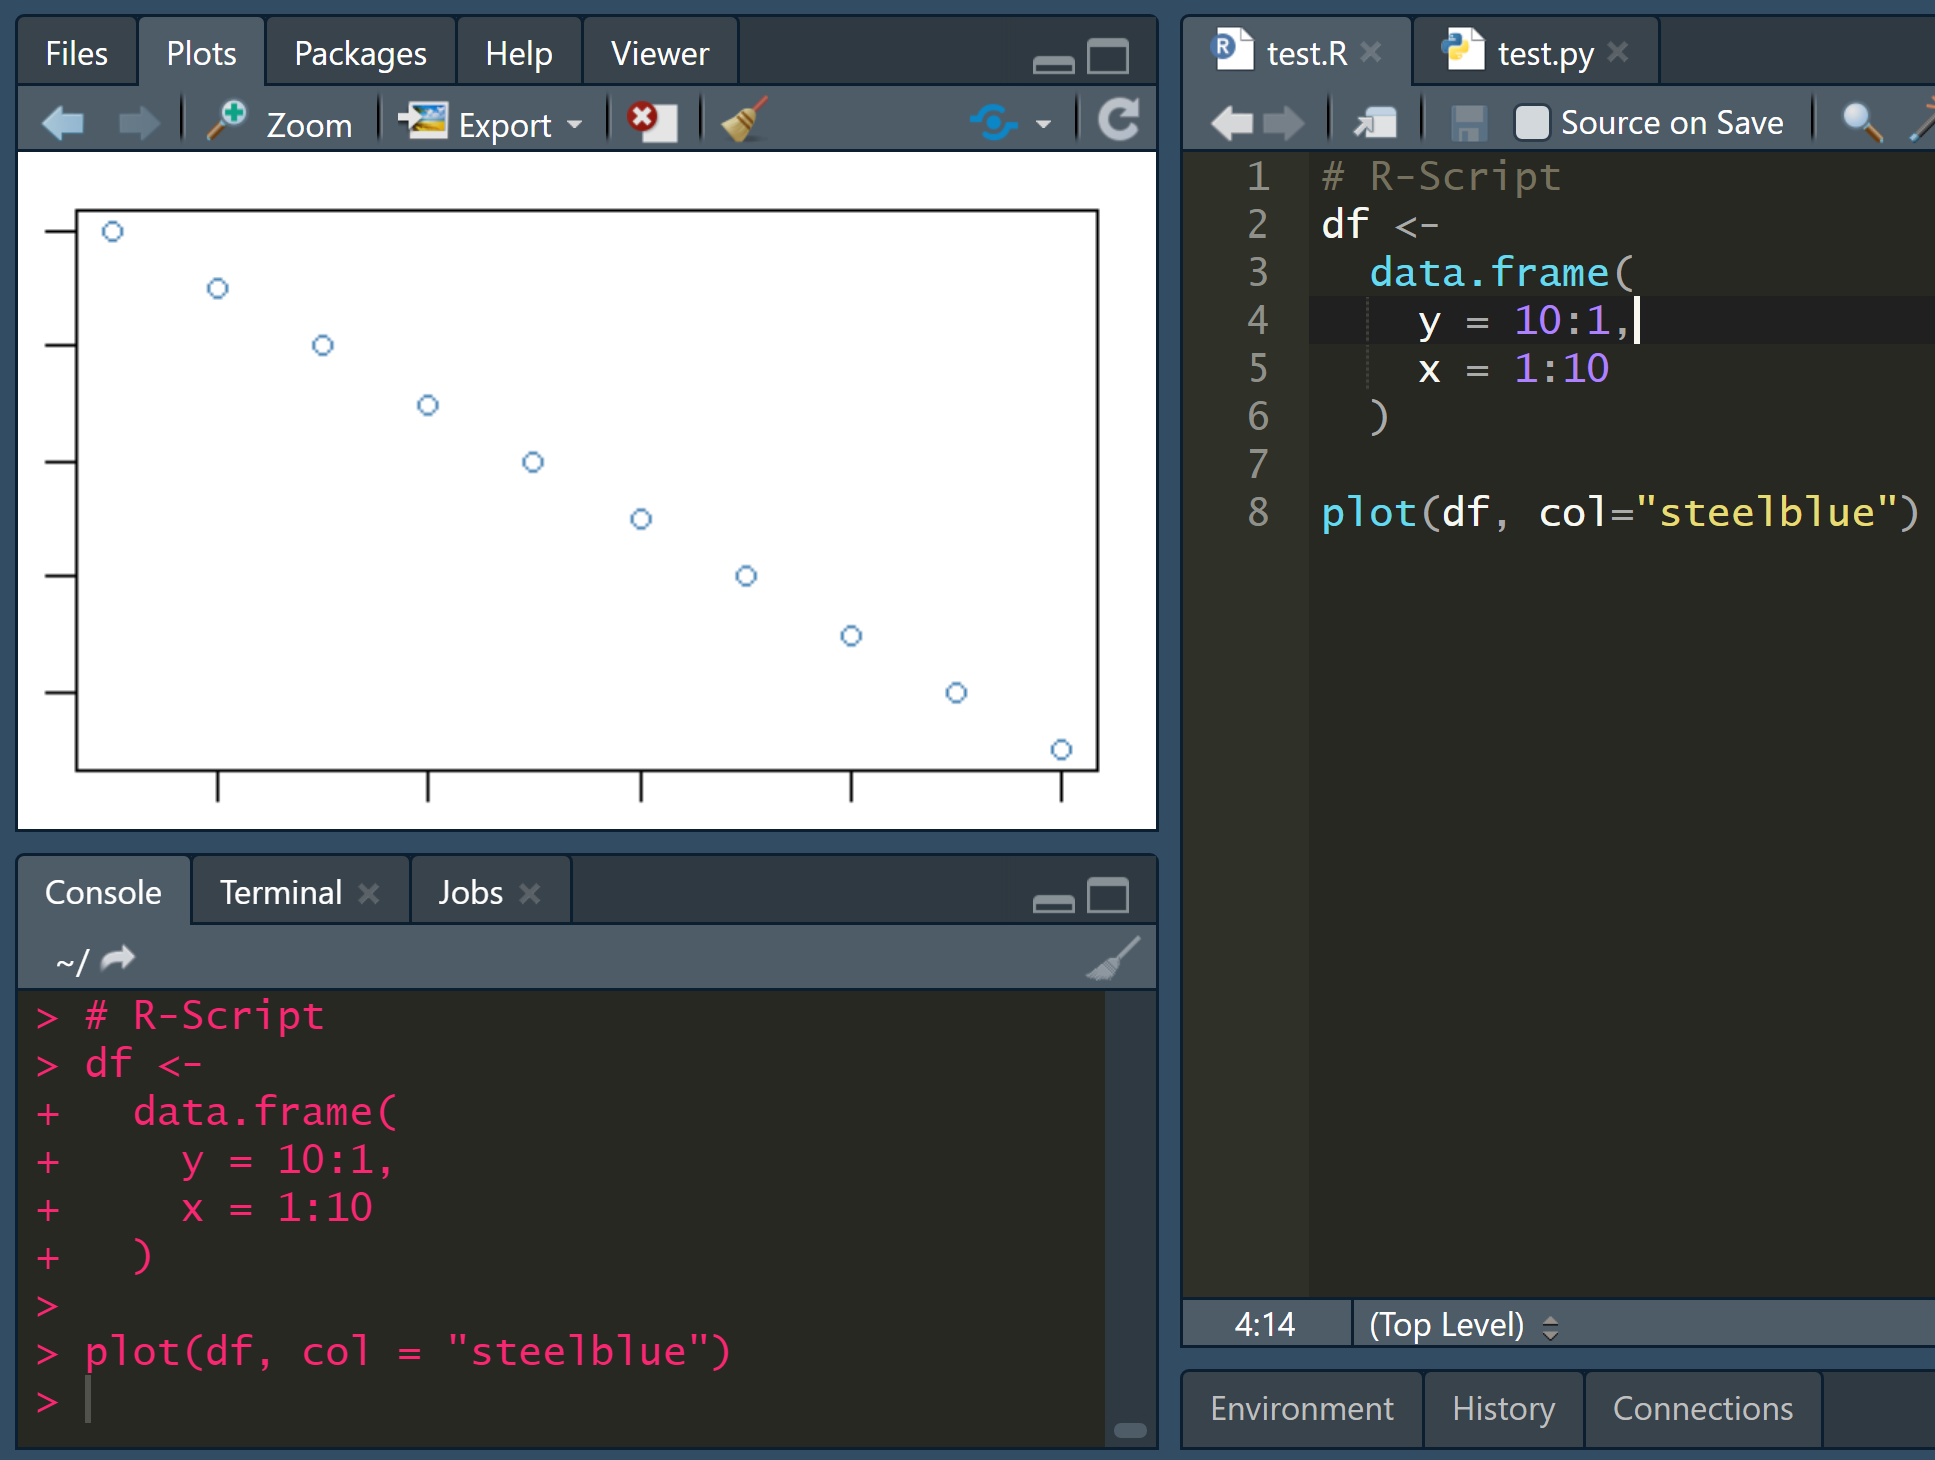 Files Plots Packages Help Viewer
Zoom Export
Console Terminal Jobs
~/
> # R-Script
> df <-
+   data.frame(
+     y = 10:1,
+     x = 1:10
+   )
>
> plot(df, col = "steelblue")
>
test.R test.py
Source on Save
1 # R-Script
2 df <-
3   data.frame(
4     y = 10:1,
5     x = 1:10
6   )
7
8 plot(df, col="steelblue")
4:14 (Top Level)
Environment History Connections